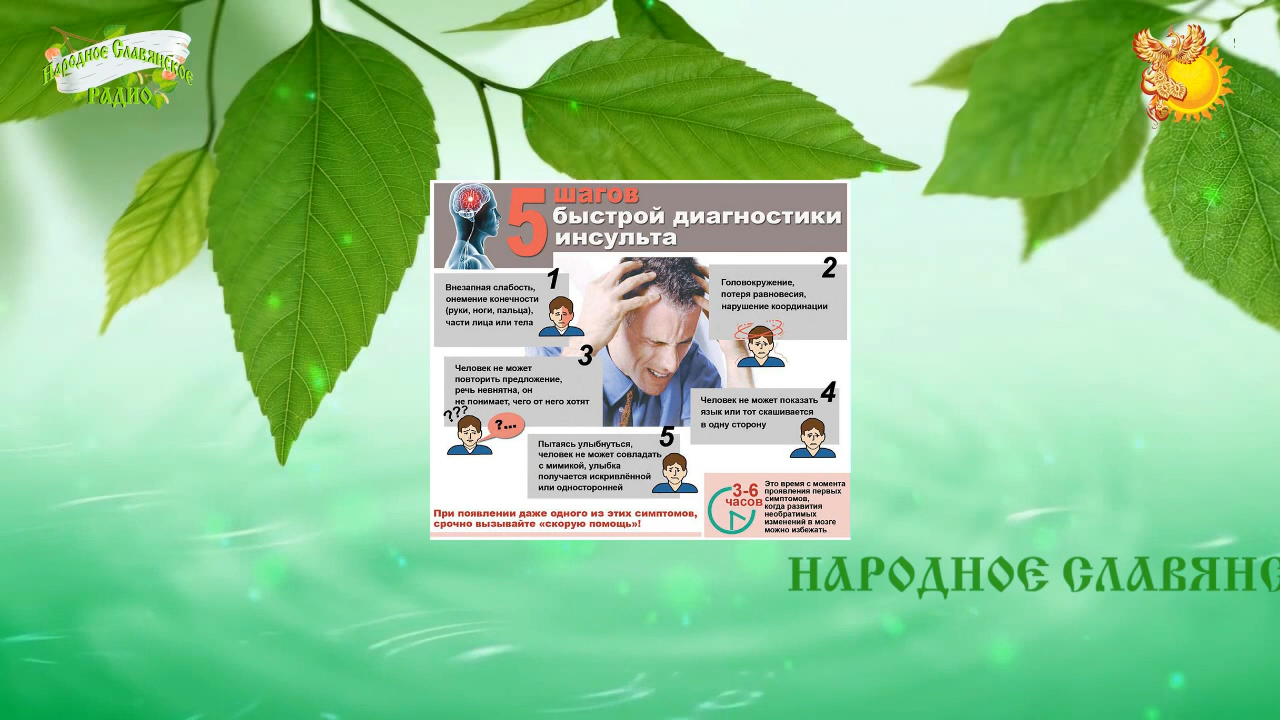 Народное Славянское
РАДИО
5 шагов
быстрой диагностики
инсульта
1
Внезапная слабость,
онемение конечности
(руки, ноги, пальца),
части лица или тела
2
Головокружение,
потеря равновесия,
нарушение координации
3
Человек не может
повторить предложение,
речь невнятна, он
не понимает, чего от него хотят
???
?...
4
Человек не может показать
язык или тот скашивается
в одну сторону
5
Пытаясь улыбнуться,
человек не может совладать
с мимикой, улыбка
получается искривлённой
или односторонней
При появлении даже одного из этих симптомов,
срочно вызывайте «скорую помощь»!
3-6
часов
Это время с момента
проявления первых
симптомов,
когда развития
необратимых
изменений в мозге
можно избежать
НАРОДНОЕ СЛАВЯНС